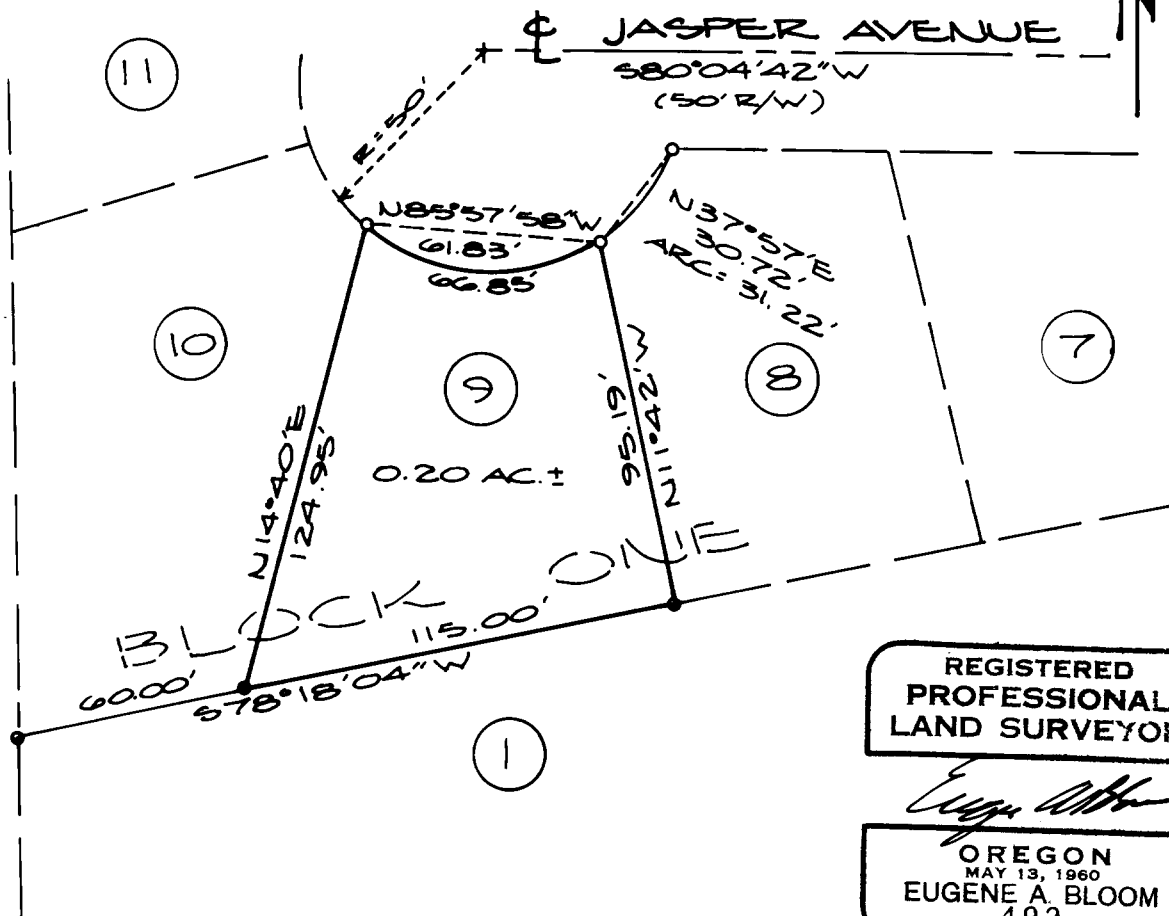 N
℄ JASPER AVENUE
S80°04'42"W
(50' R/W)
11
R=50'
N85°57'58"W
61.83'
66.85'
N37°57'E
30.72'
ARC= 31.22'
10
9
8
7
N14°40'E
124.95'
0.20 AC.±
N11°42'W
95.19'
BLOCK ONE
60.00'
115.00'
S78°18'04"W
1
REGISTERED
PROFESSIONAL
LAND SURVEYOR
OREGON
MAY 13, 1960
EUGENE A. BLOOM